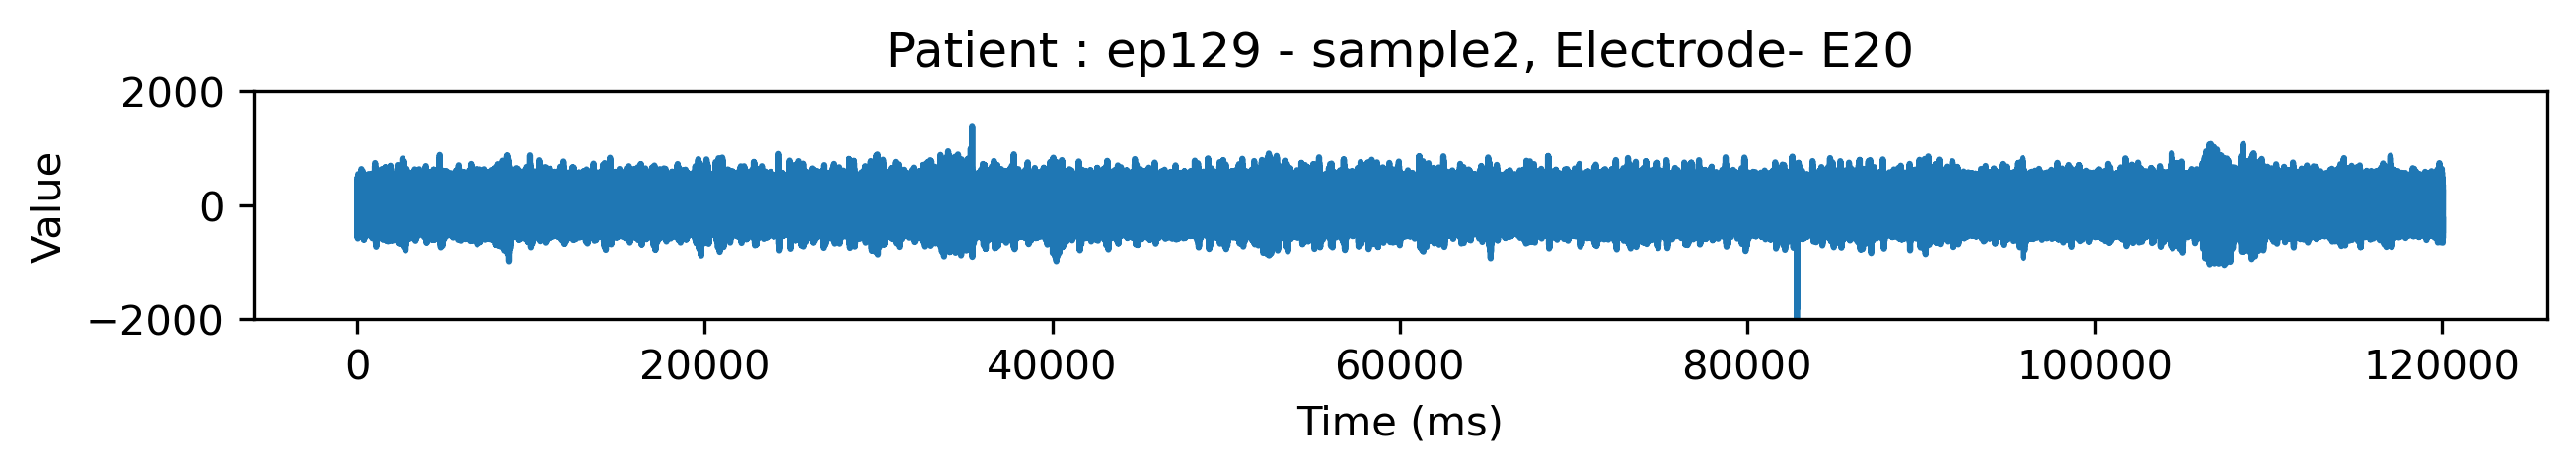 Patient : ep129 - sample2, Electrode- E20
2000
0
−2000
Value
0 20000 40000 60000 80000 100000 120000
Time (ms)